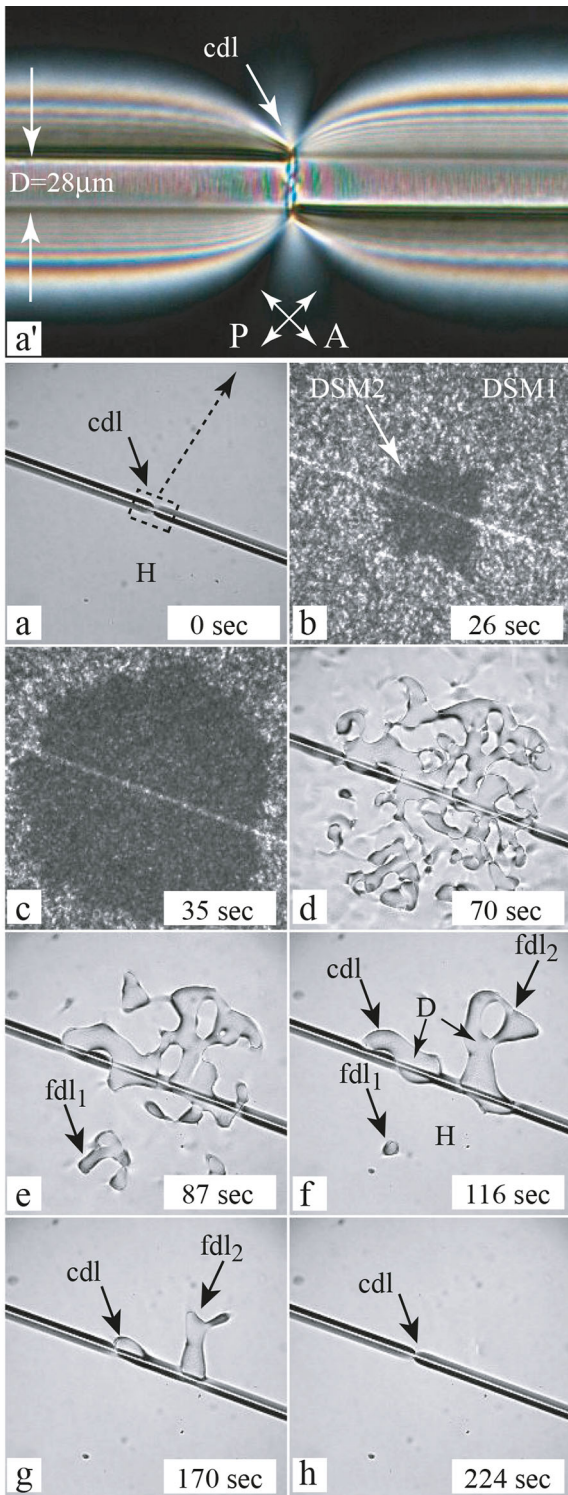 cdl
D=28μm
a'
P A
cdl
H
a
0 sec
DSM2 DSM1
b
26 sec
c
35 sec
d
70 sec
fdl1
e
87 sec
cdl
D
fdl2
fdl1
H
f
116 sec
cdl
fdl2
g
170 sec
cdl
h
224 sec